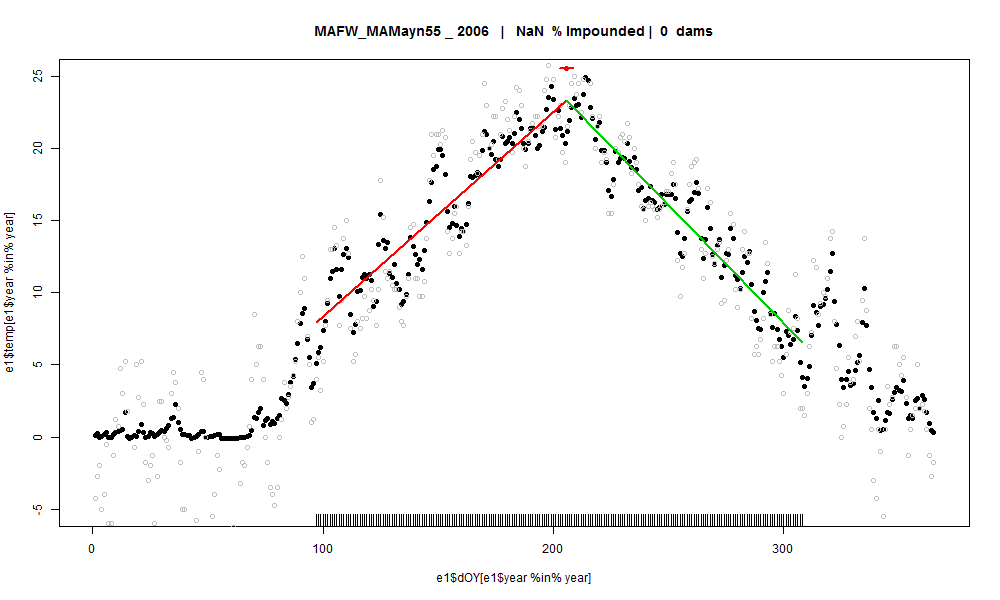 MAFW_MAMayn55 _ 2006 | NaN % Impounded | 0 dams
e1$temp[e1$year %in% year]
25
20
15
10
5
0
-5
0 100 200 300
e1$dOY[e1$year %in% year]